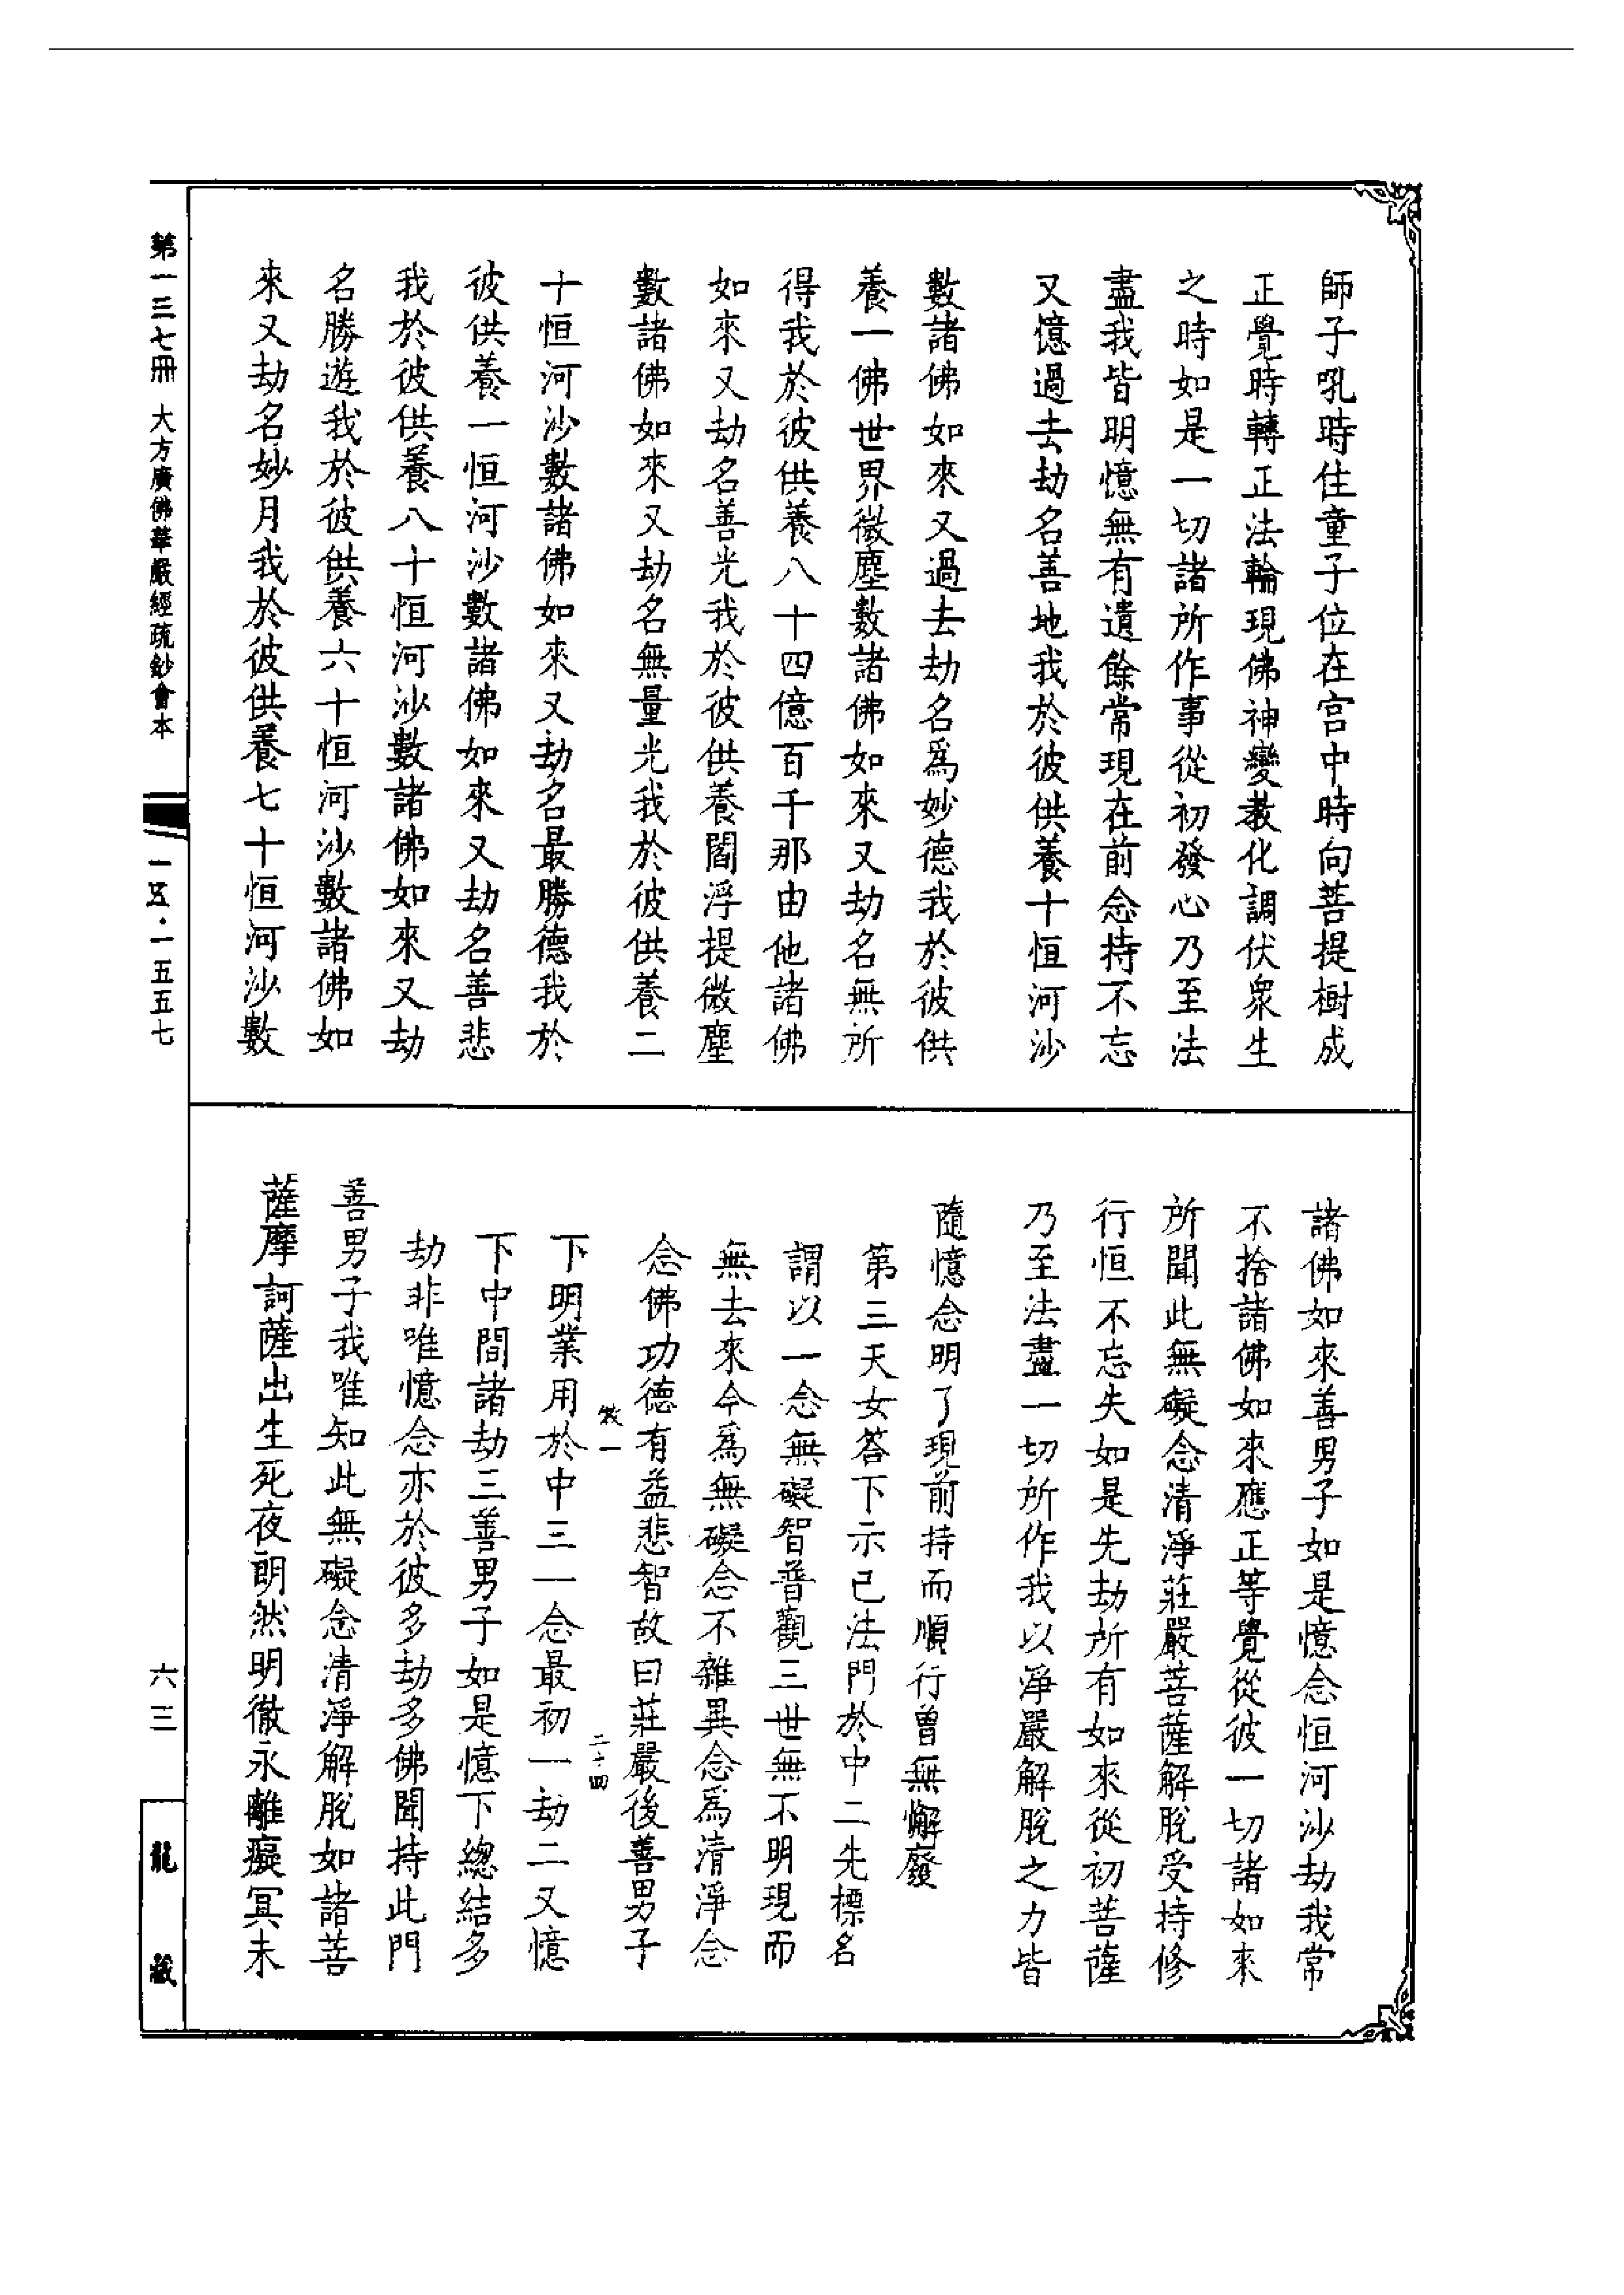 師子吼時住童子位在宮中時向菩提樹成
正覺時轉正法輪現佛神變教化調伏眾生
之時如是一切諸所作事從初發心乃至法
盡我皆明憶無有遺餘常現在前念持不忘
又憶過去劫名善地我於彼供養十恒河沙
數諸佛如來又過去劫名為妙德我於彼供
養一佛世界微塵數諸佛如來又劫名無所
得我於彼供養八十四億百千那由他諸佛
如來又劫名善光我於彼供養閻浮提微塵
數諸佛如來又劫名無量光我於彼供養二
十恒河沙數諸佛如來又劫名最勝德我於
彼供養一恒河沙數諸佛如來又劫名善悲
我於彼供養八十恒河沙數諸佛如來又劫
名勝遊我於彼供養六十恒河沙數諸佛如
來又劫名妙月我於彼供養七十恒河沙數
諸佛如來善男子如是憶念恒河沙劫我常
不捨諸佛如來應正等覺從彼一切諸如來
所聞此無礙念清淨莊嚴菩薩解脫受持修
行恒不忘失如是先劫所有如來從初菩薩
乃至法盡一切所作我以淨嚴解脫之力皆
隨憶念明了現前持而順行曾無懈廢
第三天女答下示已法門於中二先標名
謂以一念無礙智普觀三世無不明現而
無去來今為無礙念不雜異念為清淨念
念佛功德有益悲智故曰莊嚴後善男子
下明業用於中三一念最初一劫二又憶
下中間諸劫三善男子如是憶下總結多
劫非唯憶念亦於彼多劫多佛聞持此門
善男子我唯知此無礙念清淨解脫如諸菩
薩摩訶薩出生死夜朗然明徹永離癡冥未
二十四
第一三七冊 大方廣佛華嚴經疏鈔會本
一五・一五五七
六三
龍藏